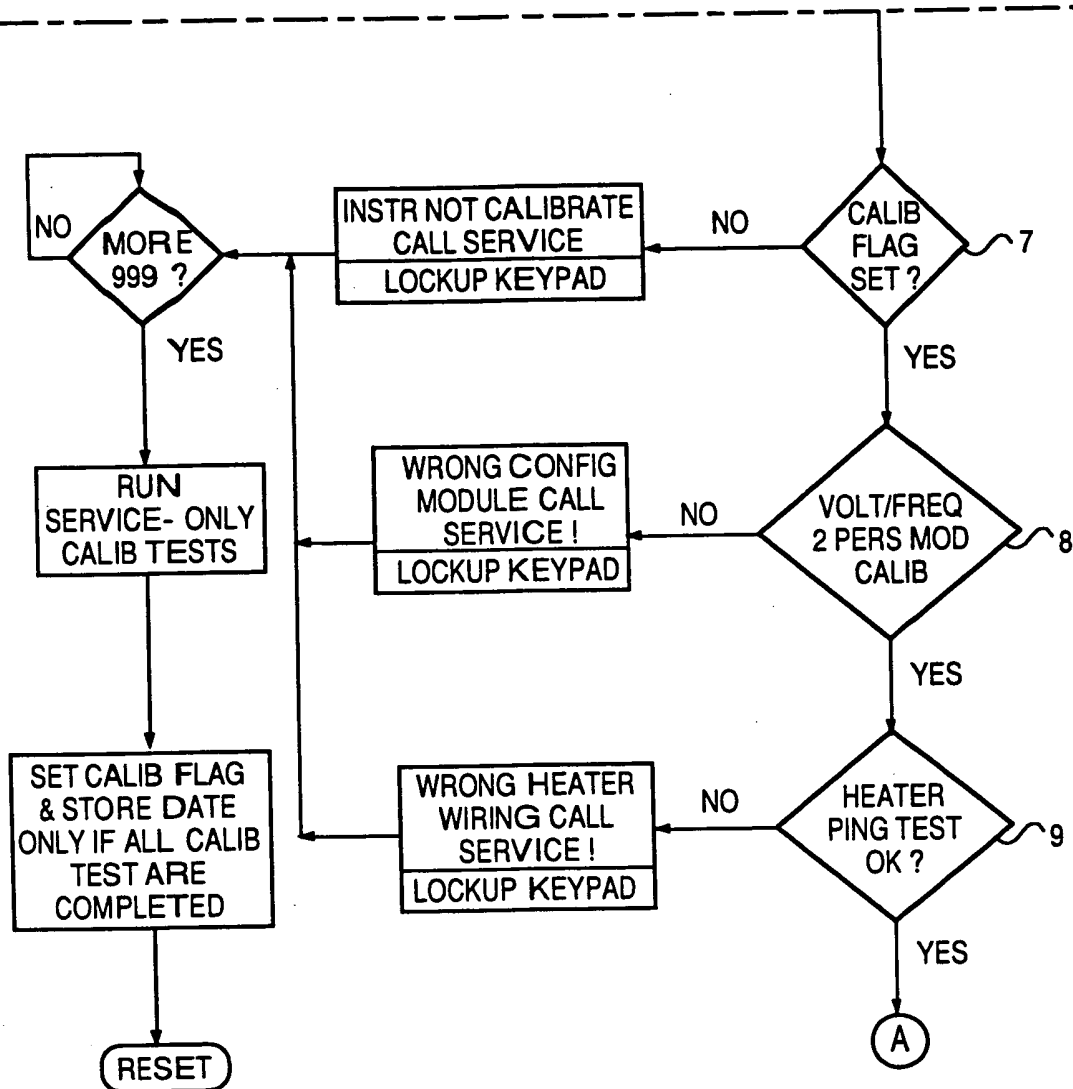 NO
MORE
999 ?
YES
INSTR NOT CALIBRATE
CALL SERVICE
LOCKUP KEYPAD
NO
CALIB
FLAG
SET ?
7
YES
RUN
SERVICE- ONLY
CALIB TESTS
WRONG CONFIG
MODULE CALL
SERVICE !
LOCKUP KEYPAD
NO
VOLT/FREQ
2 PERS MOD
CALIB
8
YES
SET CALIB FLAG
& STORE DATE
ONLY IF ALL CALIB
TEST ARE
COMPLETED
WRONG HEATER
WIRING CALL
SERVICE !
LOCKUP KEYPAD
NO
HEATER
PING TEST
OK ?
9
YES
RESET
A